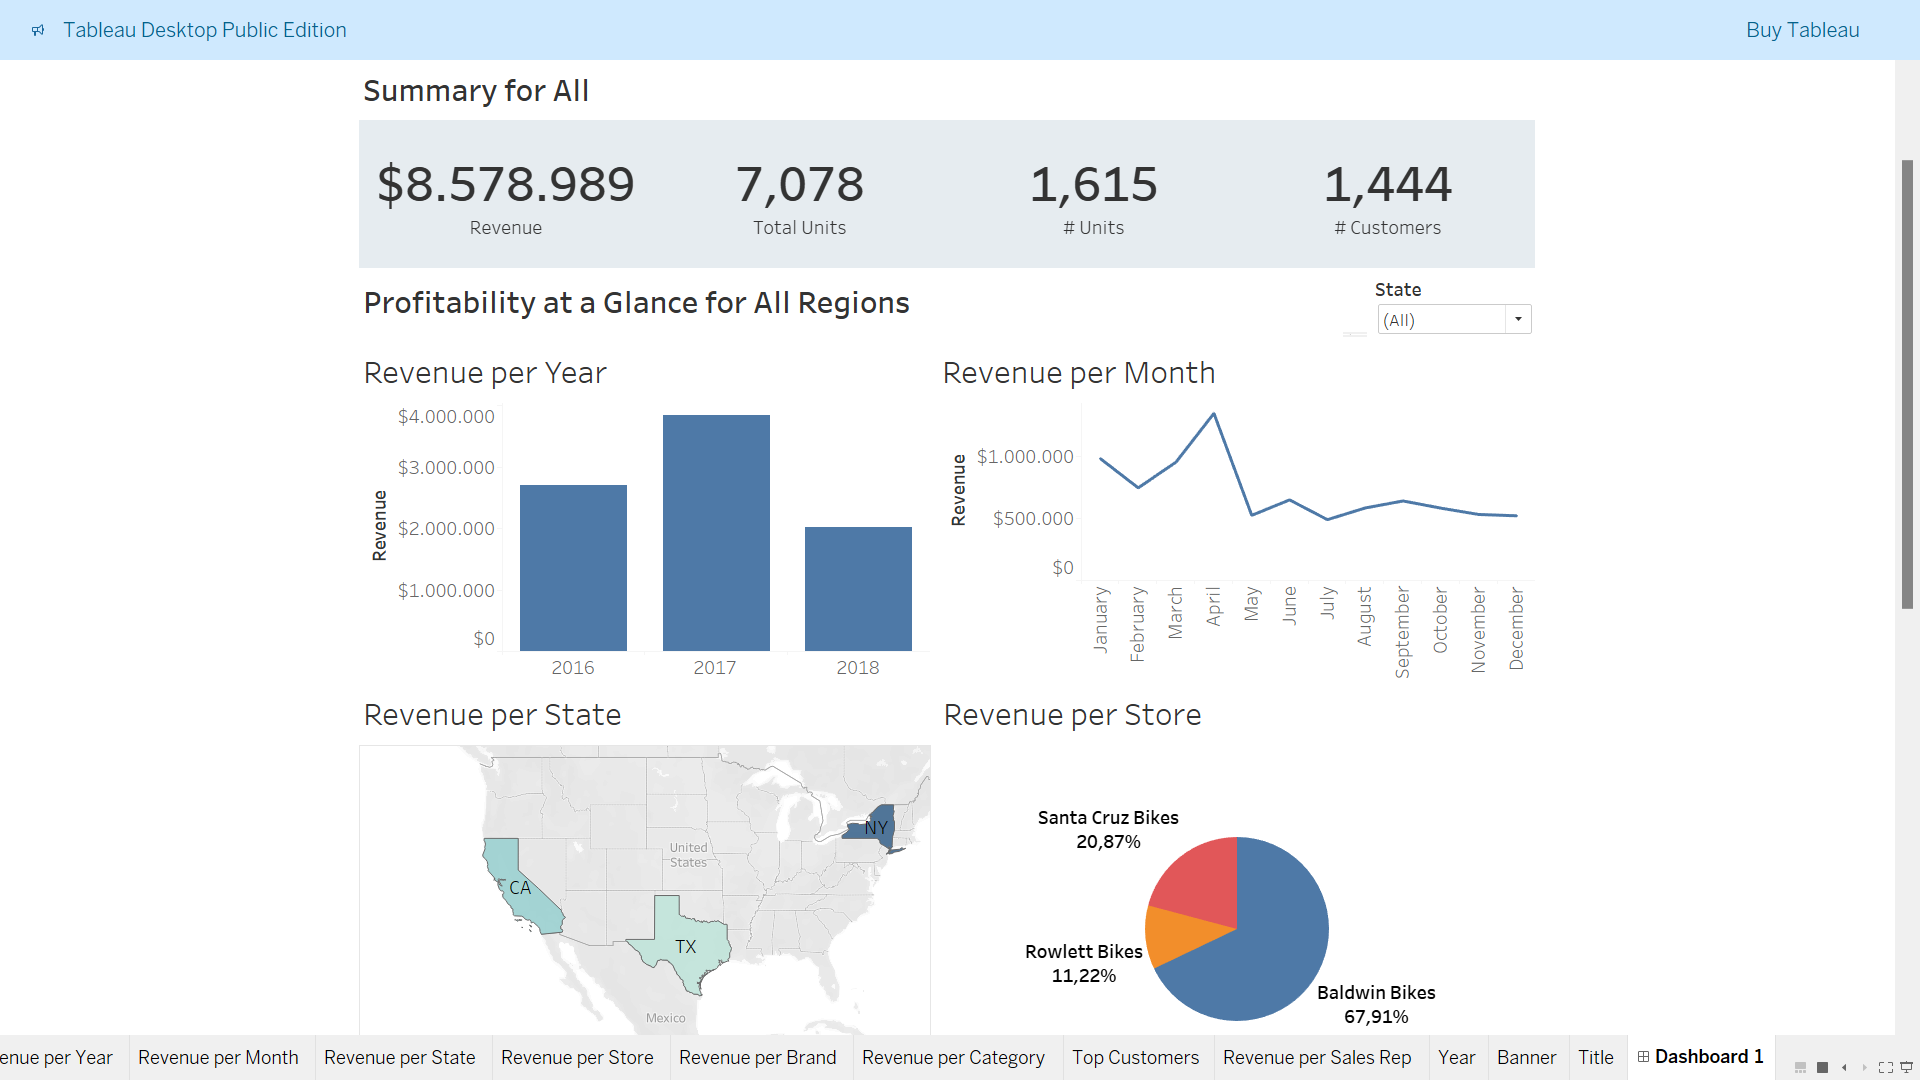 Tableau Desktop Public Edition
Buy Tableau
Summary for All
$8.578.989
Revenue
7,078
Total Units
1,615
# Units
1,444
# Customers
Profitability at a Glance for All Regions
State
(All)
Revenue per Year
$4.000.000
$3.000.000
$2.000.000
$1.000.000
$0
Revenue
2016
2017
2018
Revenue per Month
$1.000.000
$500.000
$0
Revenue
January
February
March
April
May
June
July
August
September
October
November
December
Revenue per State
NY
United
States
CA
TX
Mexico
Revenue per Store
Santa Cruz Bikes
20,87%
Rowlett Bikes
11,22%
Baldwin Bikes
67,91%
enue per Year
Revenue per Month
Revenue per State
Revenue per Store
Revenue per Brand
Revenue per Category
Top Customers
Revenue per Sales Rep
Year
Banner
Title
Dashboard 1